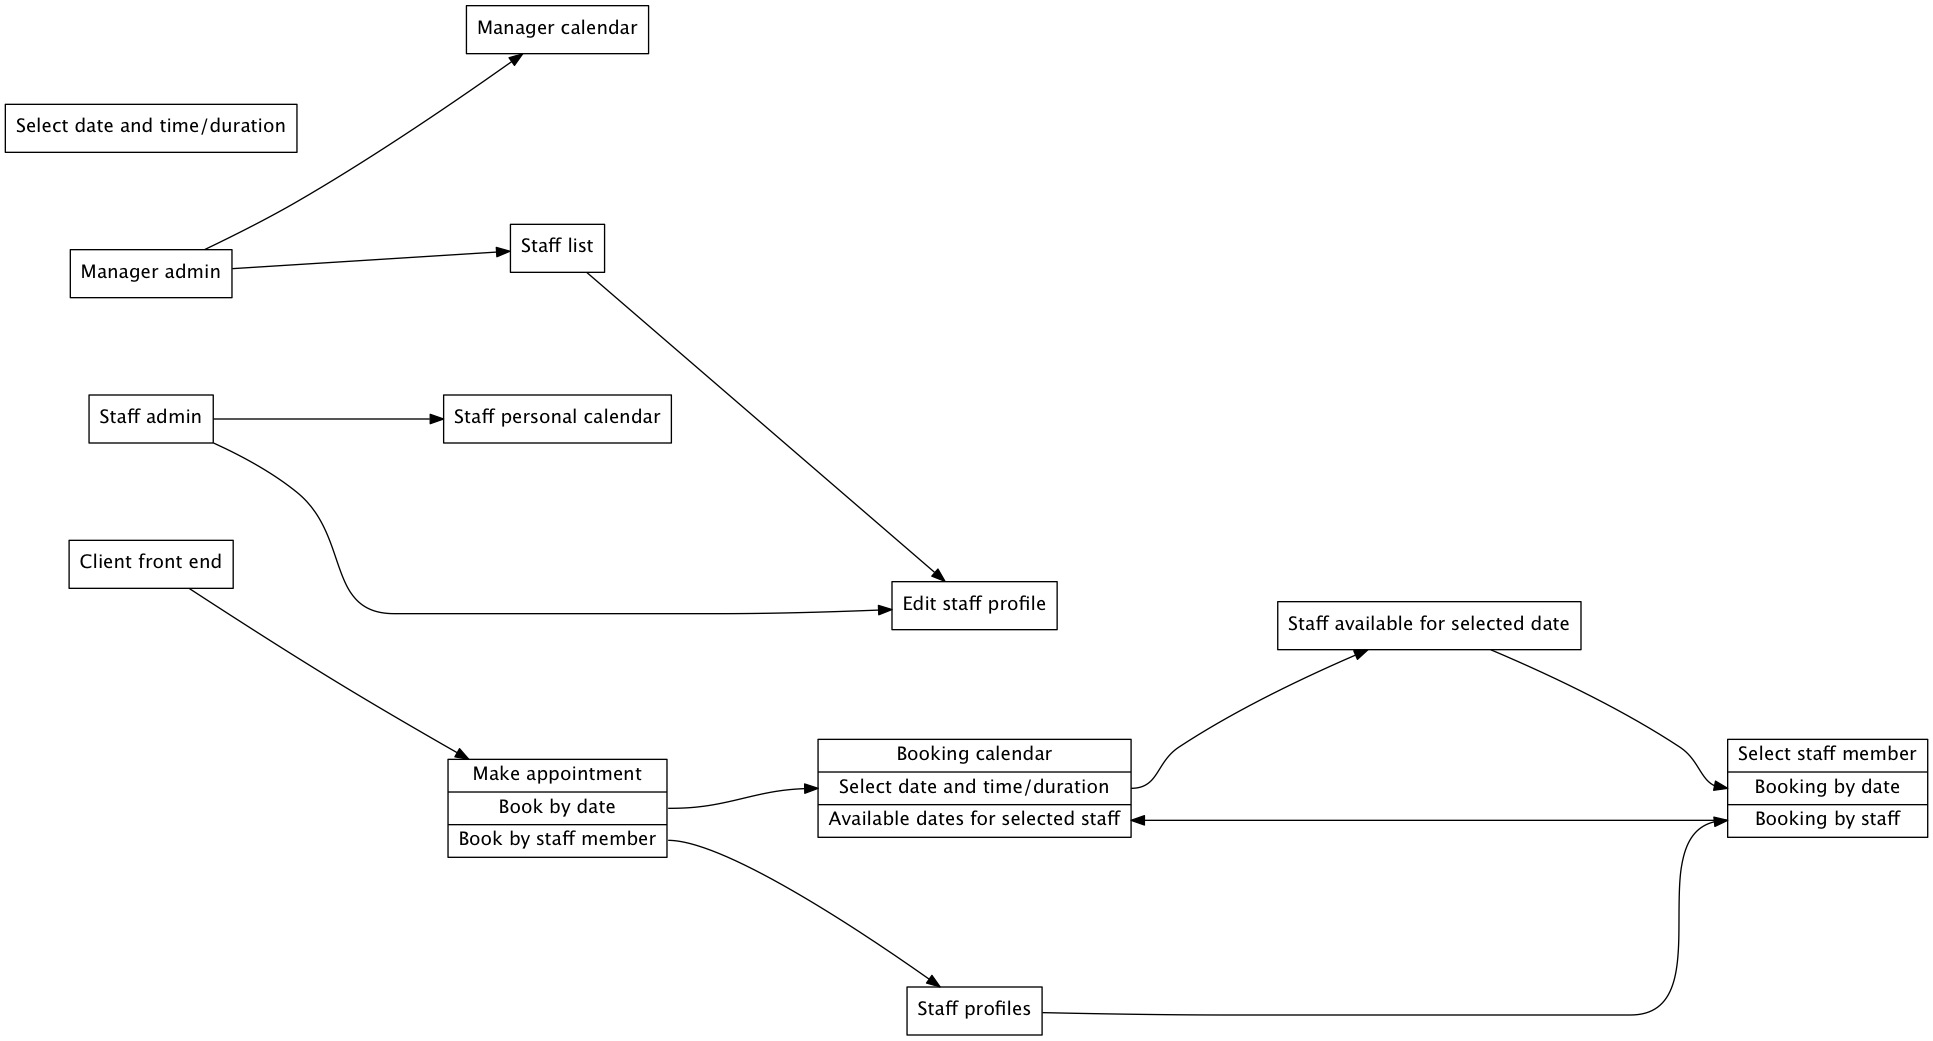 Manager calendar
Select date and time/duration
Staff list
Manager admin
Staff admin
Staff personal calendar
Client front end
Edit staff profile
Staff available for selected date
Make appointment
Book by date
Book by staff member
Booking calendar
Select date and time/duration
Available dates for selected staff
Select staff member
Booking by date
Booking by staff
Staff profiles